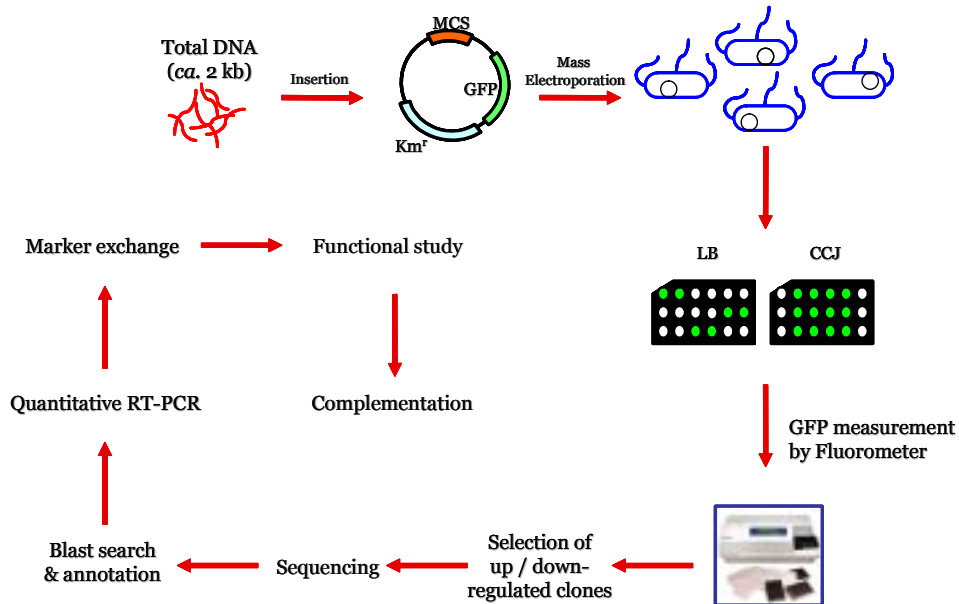 Total DNA
(ca. 2 kb)
Insertion
MCS
GFP
Kmʳ
Mass
Electroporation
LB
CCJ
GFP measurement
by Fluorometer
Selection of
up / down-
regulated clones
Sequencing
Blast search
& annotation
Quantitative RT-PCR
Marker exchange
Functional study
Complementation